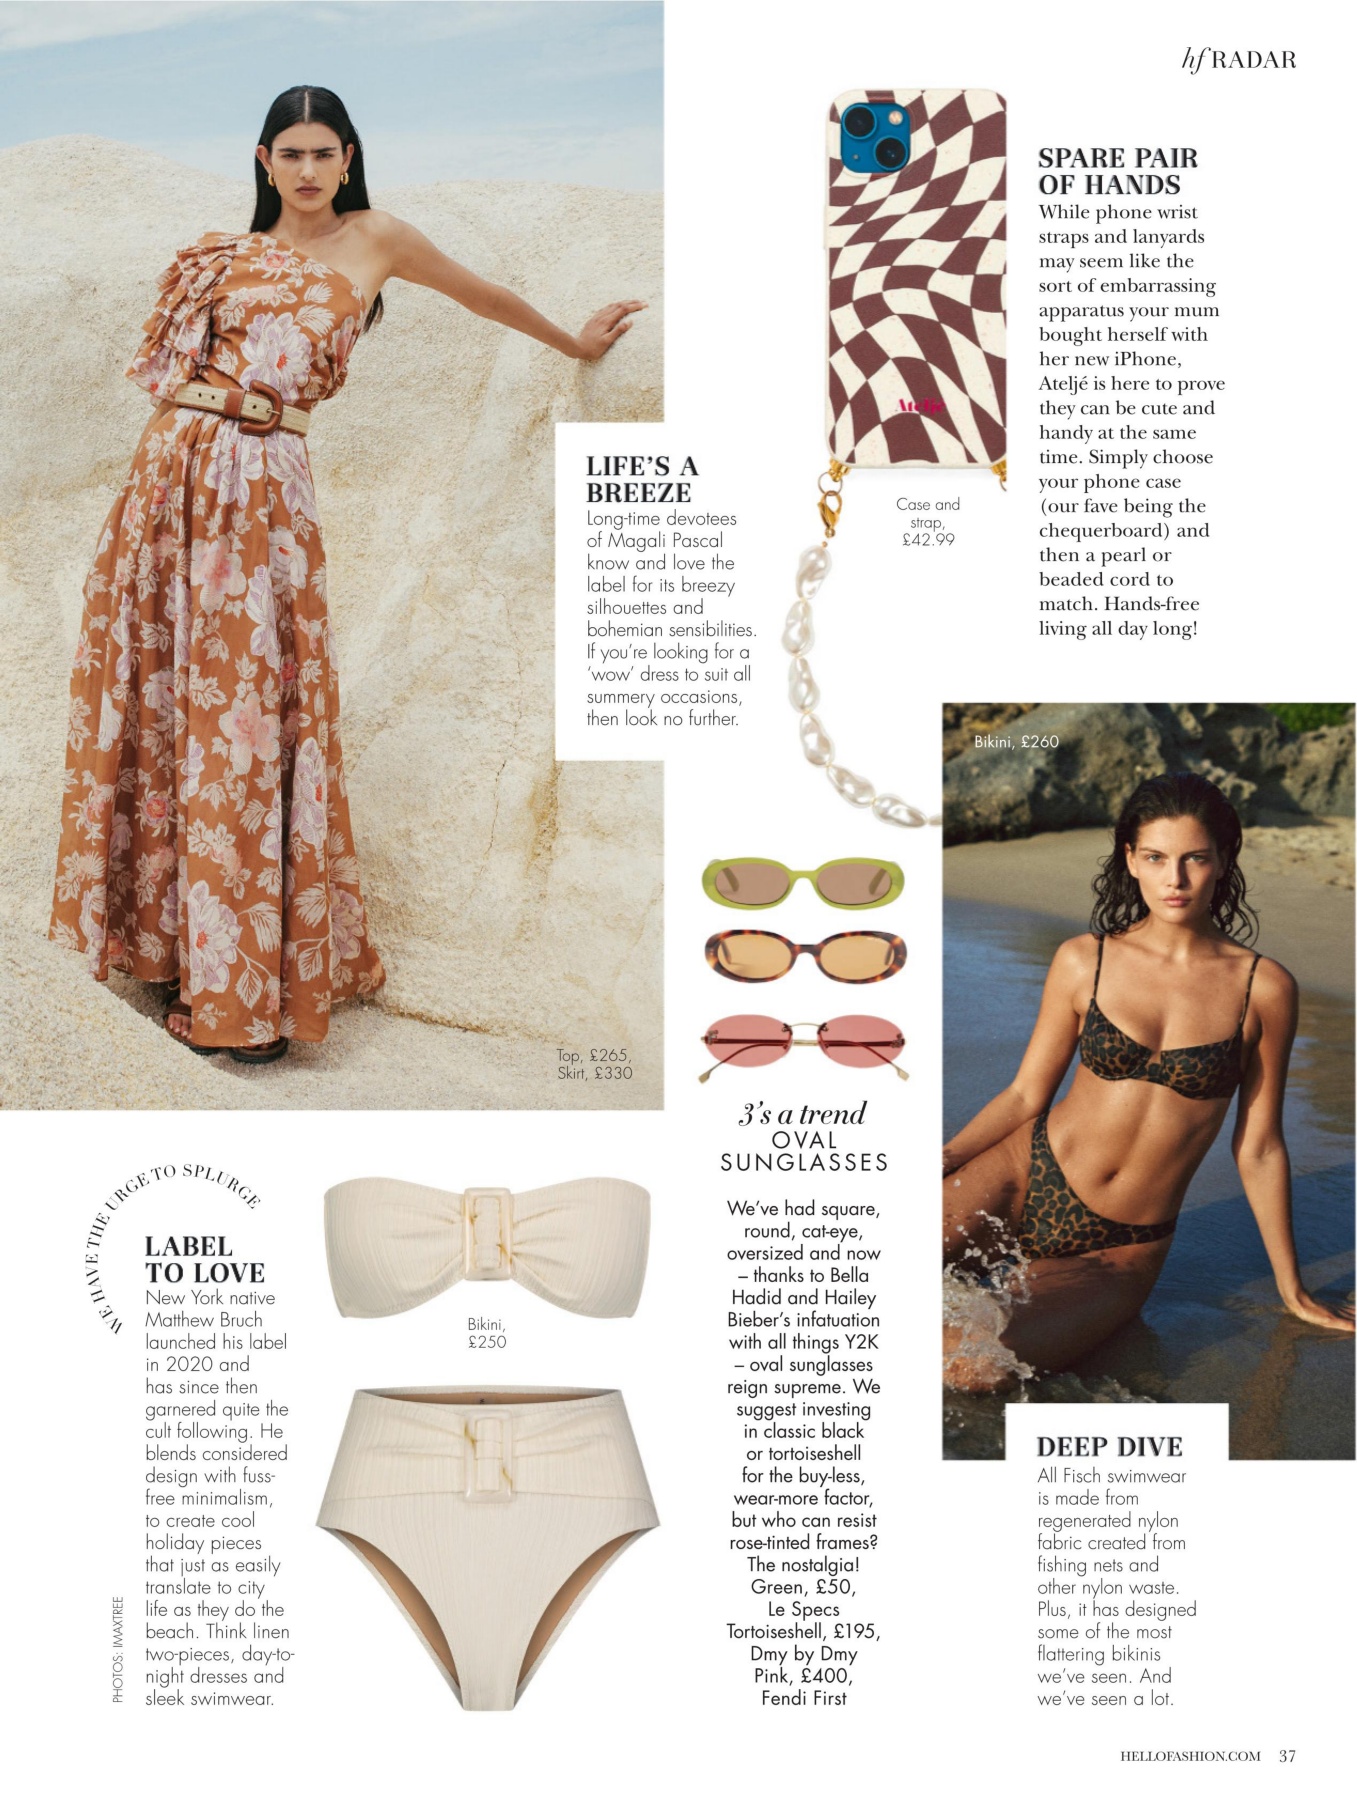 hf RADAR
SPARE PAIR
OF HANDS
While phone wrist
straps and lanyards
may seem like the
sort of embarrassing
apparatus your mum
bought herself with
her new iPhone,
Ateljé is here to prove
they can be cute and
handy at the same
time. Simply choose
your phone case
(our fave being the
chequerboard) and
then a pearl or
beaded cord to
match. Hands-free
living all day long!
Ateljé
Case and
strap,
£42.99
LIFE'S A
BREEZE
Long-time devotees
of Magali Pascal
know and love the
label for its breezy
silhouettes and
bohemian sensibilities.
If you're looking for a
'wow' dress to suit all
summery occasions,
then look no further.
Top, £265,
Skirt, £330
Bikini, £260
3's a trend
OVAL
SUNGLASSES
We've had square,
round, cat-eye,
oversized and now
– thanks to Bella
Hadid and Hailey
Bieber's infatuation
with all things Y2K
– oval sunglasses
reign supreme. We
suggest investing
in classic black
or tortoiseshell
for the buy-less,
wear-more factor,
but who can resist
rose-tinted frames?
The nostalgia!
Green, £50,
Le Specs
Tortoiseshell, £195,
Dmy by Dmy
Pink, £400,
Fendi First
WE HAVE THE URGE TO SPLURGE
LABEL
TO LOVE
New York native
Matthew Bruch
launched his label
in 2020 and
has since then
garnered quite the
cult following. He
blends considered
design with fuss-
free minimalism,
to create cool
holiday pieces
that just as easily
translate to city
life as they do the
beach. Think linen
two-pieces, day-to-
night dresses and
sleek swimwear.
Bikini,
£250
DEEP DIVE
All Fisch swimwear
is made from
regenerated nylon
fabric created from
fishing nets and
other nylon waste.
Plus, it has designed
some of the most
flattering bikinis
we've seen. And
we've seen a lot.
PHOTOS: IMAXTREE
HELLOFASHION.COM 37